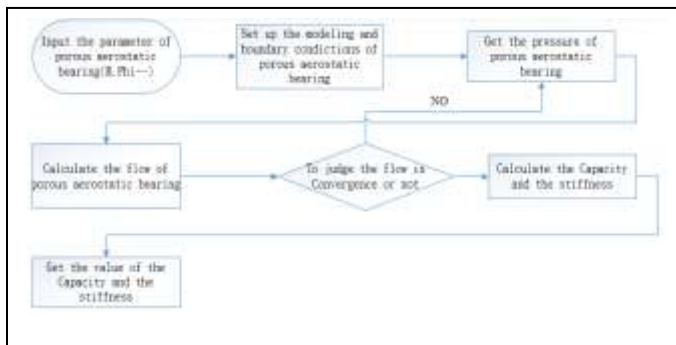 Input the parameter of
porous aerostatic
bearing(H.Phi--)
Set up the modeling and
boundary condictions of
porous aerostatic
bearing
Get the pressure of
porous aerostatic
bearing
NO
Calculate the flow of
porous aerostatic bearing
To judge the flow is
Convergence or not
Calculate the Capacity
and the stiffness
Get the value of the
Capacity and the
stiffness